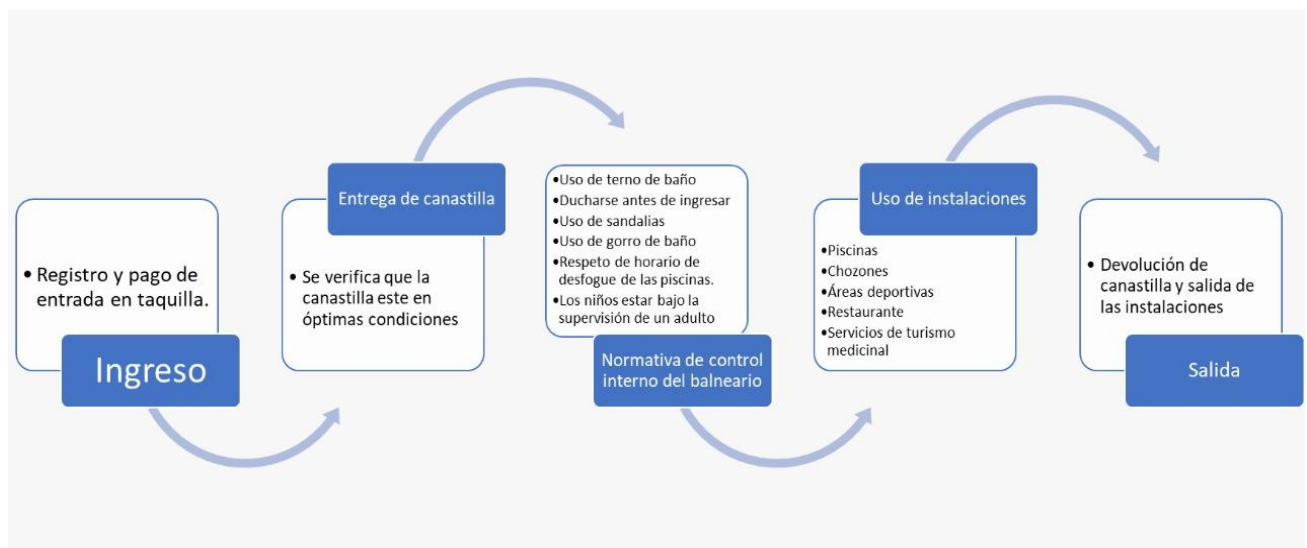 • Registro y pago de
entrada en taquilla.
Ingreso
Entrega de canastilla
• Se verifica que la
canastilla este en
óptimas condiciones
•Uso de terno de baño
•Ducharse antes de ingresar
•Uso de sandalias
•Uso de gorro de baño
•Respeto de horario de
desfogue de las piscinas.
•Los niños estar bajo la
supervisión de un adulto
Normativa de control
interno del balneario
Uso de instalaciones
•Piscinas
•Chozones
•Áreas deportivas
•Restaurante
•Servicios de turismo
medicinal
• Devolución de
canastilla y salida de
las instalaciones
Salida